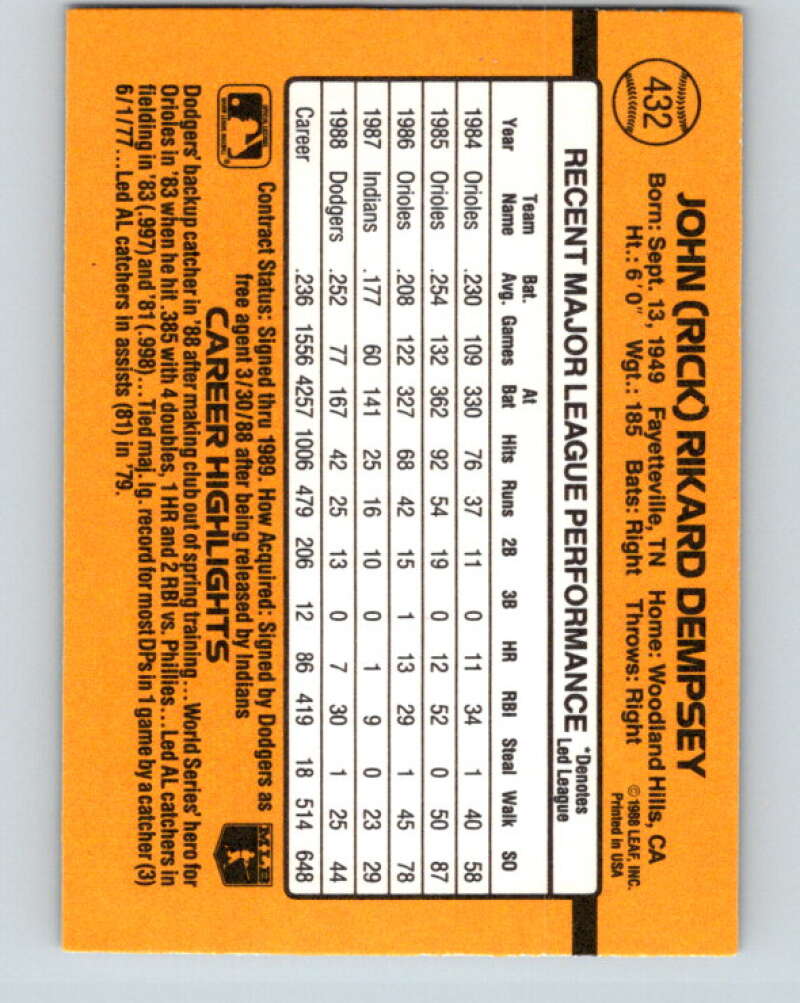 432
JOHN (RICK) RIKARD DEMPSEY
Born: Sept. 13, 1949 Fayetteville, TN Home: Woodland Hills, CA
Ht.: 6'0" Wgt.: 185 Bats: Right Throws: Right
©1988 LEAF, INC.
Printed in USA
RECENT MAJOR LEAGUE PERFORMANCE
*Denotes
Led League
Year Team Name Bat. Avg. Games At Bat Hits Runs 2B 3B HR RBI Steal Walk SO
1984 Orioles .230 109 330 76 37 11 0 11 34 1 40 58
1985 Orioles .254 132 362 92 54 19 0 12 52 0 50 87
1986 Orioles .208 122 327 68 42 15 1 13 29 1 45 78
1987 Indians .177 60 141 25 16 10 0 1 9 0 23 29
1988 Dodgers .252 77 167 42 25 13 0 7 30 1 25 44
Career .236 1556 4257 1006 479 206 12 86 419 18 514 648
Contract Status: Signed thru 1989. How Acquired: Signed by Dodgers as
free agent 3/30/88 after being released by Indians
MLB
CAREER HIGHLIGHTS
Dodgers' backup catcher in '88 after making club out of spring training...World Series' hero for
Orioles in '83 when he hit .385 with 4 doubles, 1 HR and 2 RBI vs. Phillies...Led AL catchers in
fielding in '83 (.997) and '81 (.998)... Tied maj. lg. record for most DPs in 1 game by a catcher (3)
6/1/77...Led AL catchers in assists (81) in '79.